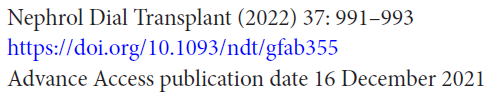 Nephrol Dial Transplant (2022) 37: 991–993
https://doi.org/10.1093/ndt/gfab355
Advance Access publication date 16 December 2021